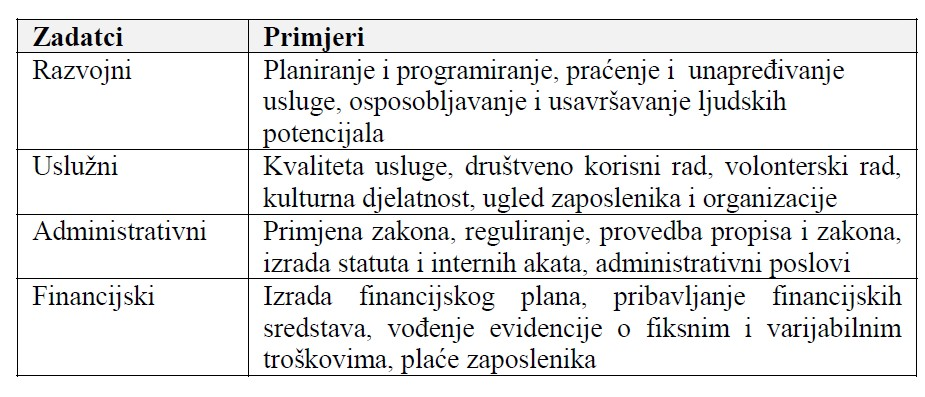 Zadatci Primjeri
Razvojni Planiranje i programiranje, praćenje i unapređivanje
usluge, osposobljavanje i usavršavanje ljudskih
potencijala
Uslužni Kvaliteta usluge, društveno korisni rad, volonterski rad,
kulturna djelatnost, ugled zaposlenika i organizacije
Administrativni Primjena zakona, reguliranje, provedba propisa i zakona,
izrada statuta i internih akata, administrativni poslovi
Financijski Izrada financijskog plana, pribavljanje financijskih
sredstava, vođenje evidencije o fiksnim i varijabilnim
troškovima, plaće zaposlenika